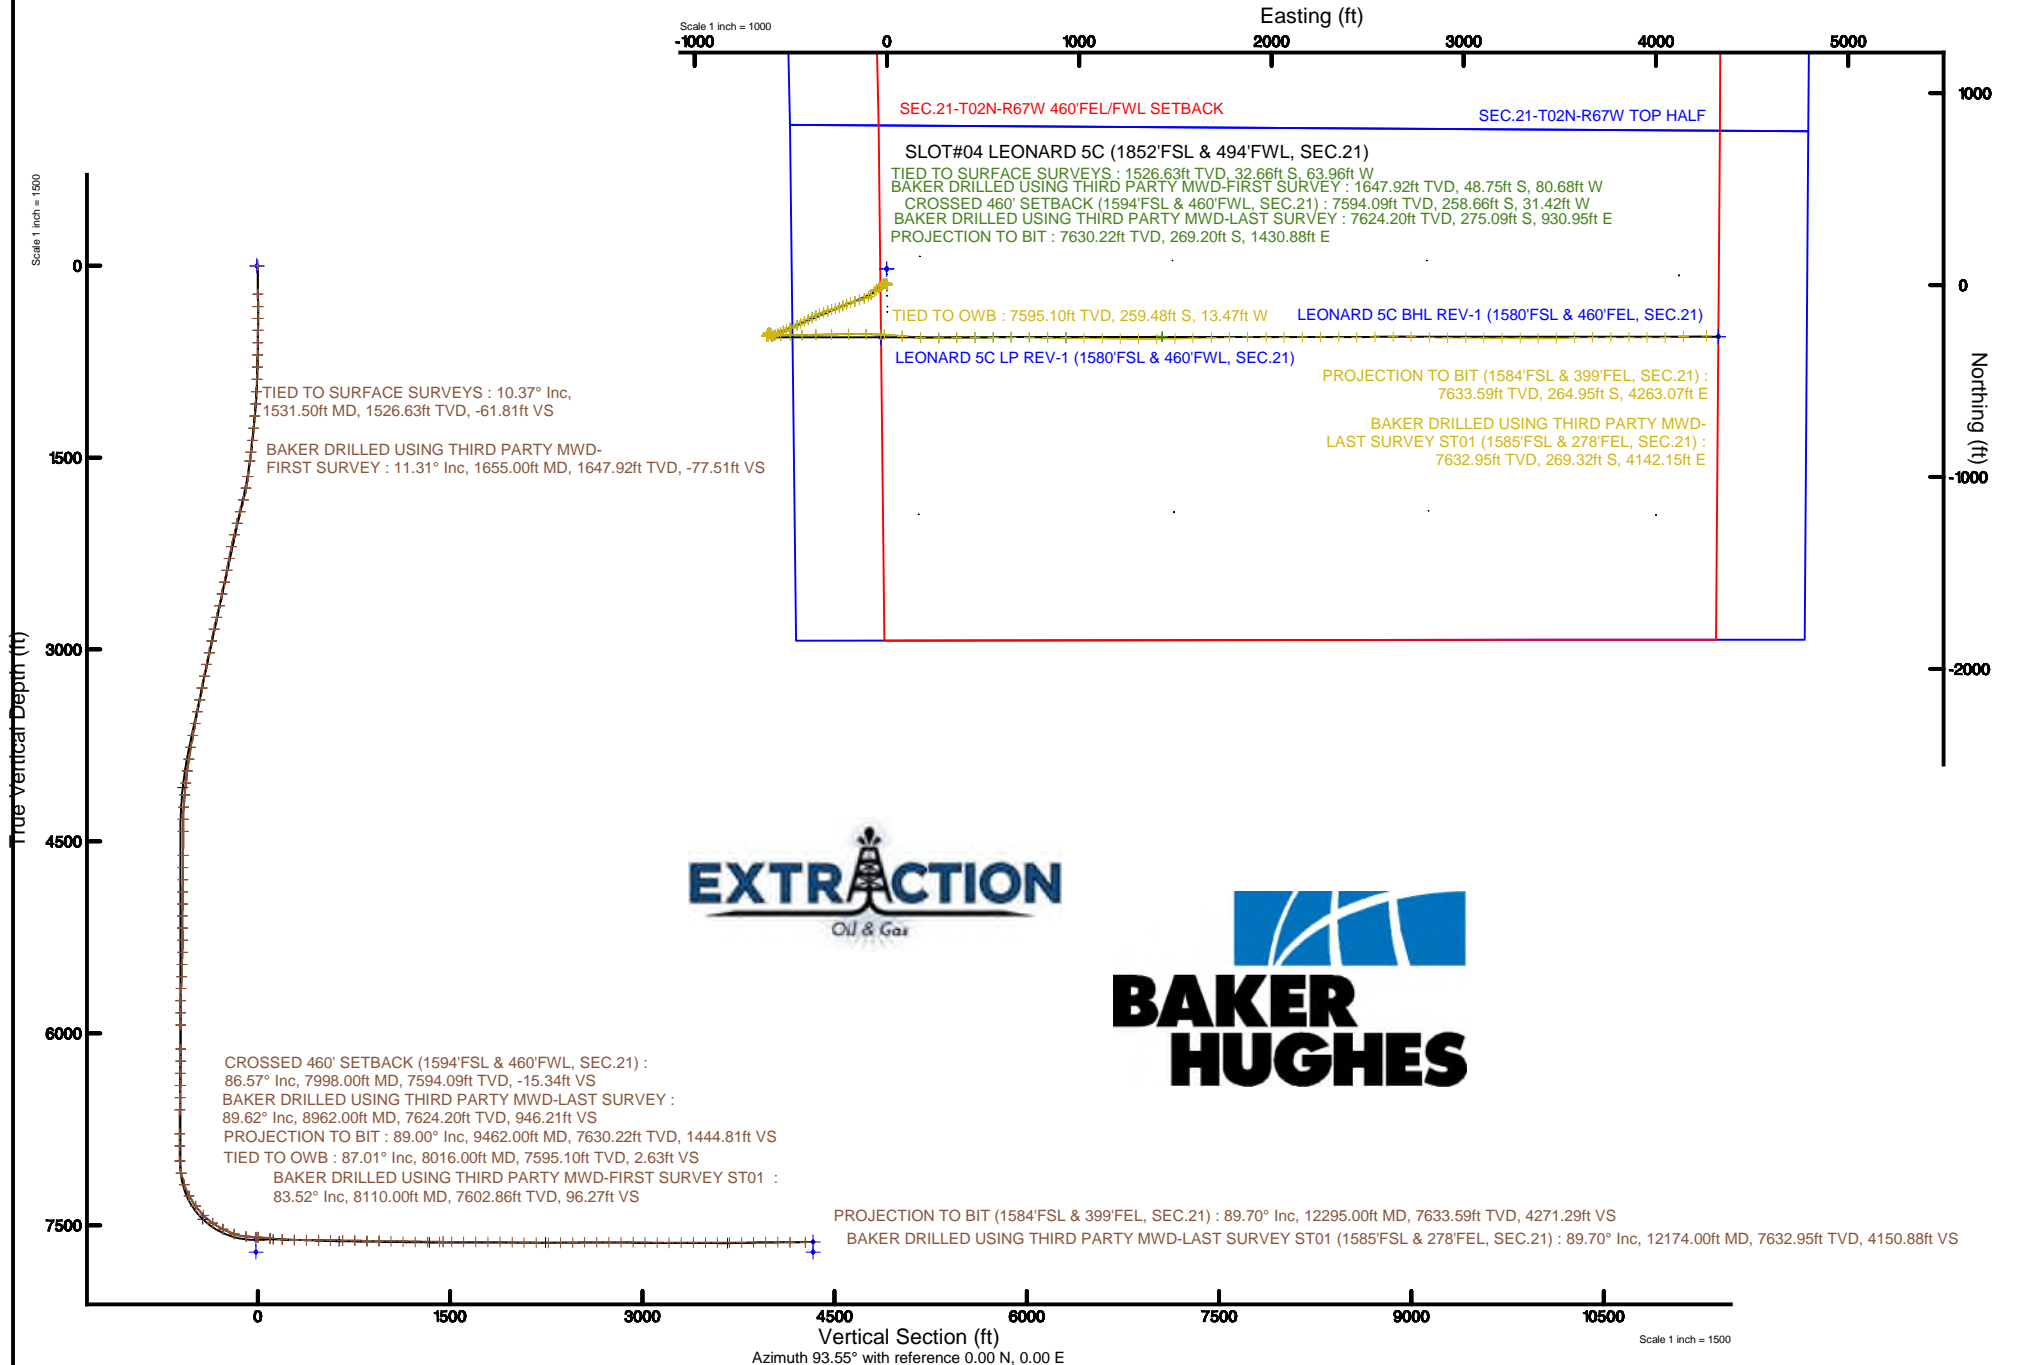 Easting (ft)
Scale 1 inch = 1000
-1000 0 1000 2000 3000 4000 5000
SEC.21-T02N-R67W 460'FEL/FWL SETBACK
SEC.21-T02N-R67W TOP HALF
SLOT#04 LEONARD 5C (1852'FSL & 494'FWL, SEC.21)
TIED TO SURFACE SURVEYS : 1526.63ft TVD, 32.66ft S, 63.96ft W
BAKER DRILLED USING THIRD PARTY MWD-FIRST SURVEY : 1647.92ft TVD, 48.75ft S, 80.68ft W
CROSSED 460' SETBACK (1594'FSL & 460'FWL, SEC.21) : 7594.09ft TVD, 258.66ft S, 31.42ft W
BAKER DRILLED USING THIRD PARTY MWD-LAST SURVEY : 7624.20ft TVD, 275.09ft S, 930.95ft E
PROJECTION TO BIT : 7630.22ft TVD, 269.20ft S, 1430.88ft E
TIED TO OWB : 7595.10ft TVD, 259.48ft S, 13.47ft W
LEONARD 5C BHL REV-1 (1580'FSL & 460'FEL, SEC.21)
LEONARD 5C LP REV-1 (1580'FSL & 460'FWL, SEC.21)
PROJECTION TO BIT (1584'FSL & 399'FEL, SEC.21) :
7633.59ft TVD, 264.95ft S, 4263.07ft E
BAKER DRILLED USING THIRD PARTY MWD-
LAST SURVEY ST01 (1585'FSL & 278'FEL, SEC.21) :
7632.95ft TVD, 269.32ft S, 4142.15ft E
1000
0
-1000
-2000
Northing (ft)
Scale 1 inch = 1500
0
1500
3000
4500
6000
7500
True Vertical Depth (ft)
TIED TO SURFACE SURVEYS : 10.37° Inc,
1531.50ft MD, 1526.63ft TVD, -61.81ft VS
BAKER DRILLED USING THIRD PARTY MWD-
FIRST SURVEY : 11.31° Inc, 1655.00ft MD, 1647.92ft TVD, -77.51ft VS
EXTRACTION
Oil & Gas
BAKER
HUGHES
CROSSED 460' SETBACK (1594'FSL & 460'FWL, SEC.21) :
86.57° Inc, 7998.00ft MD, 7594.09ft TVD, -15.34ft VS
BAKER DRILLED USING THIRD PARTY MWD-LAST SURVEY :
89.62° Inc, 8962.00ft MD, 7624.20ft TVD, 946.21ft VS
PROJECTION TO BIT : 89.00° Inc, 9462.00ft MD, 7630.22ft TVD, 1444.81ft VS
TIED TO OWB : 87.01° Inc, 8016.00ft MD, 7595.10ft TVD, 2.63ft VS
BAKER DRILLED USING THIRD PARTY MWD-FIRST SURVEY ST01 :
83.52° Inc, 8110.00ft MD, 7602.86ft TVD, 96.27ft VS
PROJECTION TO BIT (1584'FSL & 399'FEL, SEC.21) : 89.70° Inc, 12295.00ft MD, 7633.59ft TVD, 4271.29ft VS
BAKER DRILLED USING THIRD PARTY MWD-LAST SURVEY ST01 (1585'FSL & 278'FEL, SEC.21) : 89.70° Inc, 12174.00ft MD, 7632.95ft TVD, 4150.88ft VS
0 1500 3000 4500 6000 7500 9000 10500
Vertical Section (ft)
Scale 1 inch = 1500
Azimuth 93.55° with reference 0.00 N, 0.00 E